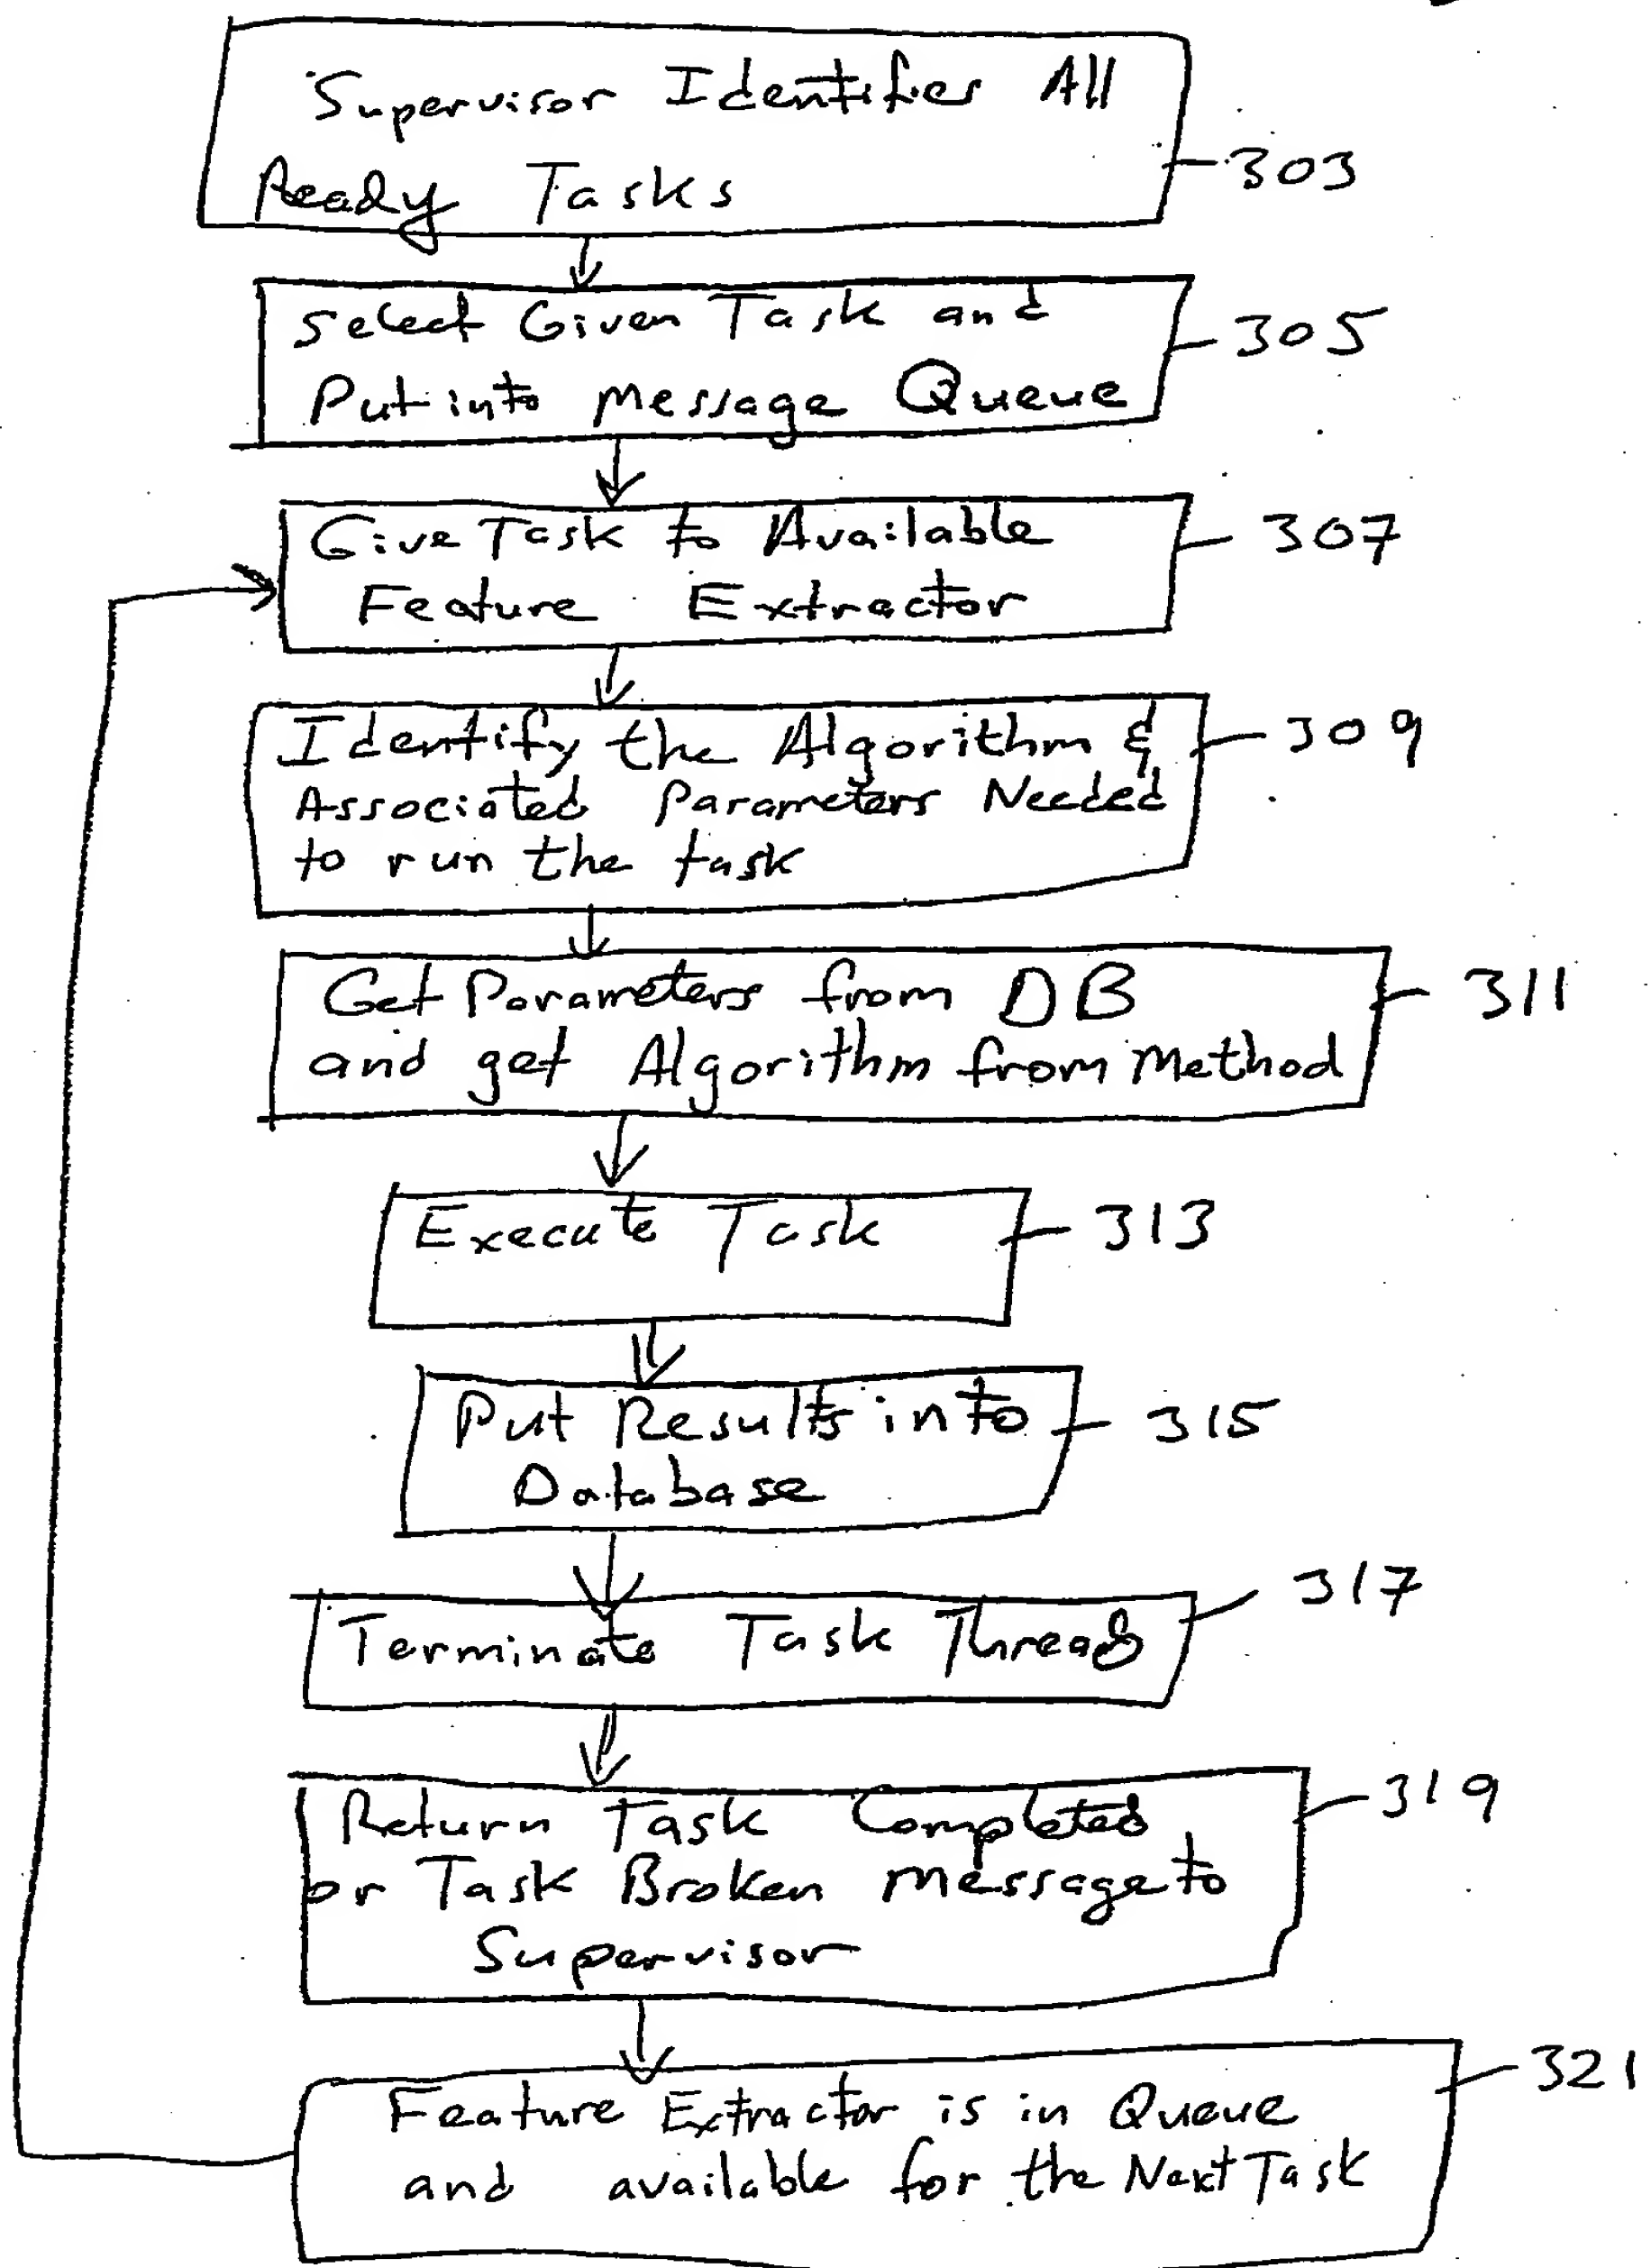 Supervisor Identifies All
Ready Tasks
303
Select Given Task and
Put into Message Queue
305
Give Task to Available
Feature Extractor
307
Identify the Algorithm &
Associated Parameters Needed
to run the task
309
Get Parameters from DB
and get Algorithm from Method
311
Execute Task
313
Put Results into
Database
315
Terminate Task Thread
317
Return Task Completed
or Task Broken Message to
Supervisor
319
Feature Extractor is in Queue
and available for the Next Task
321